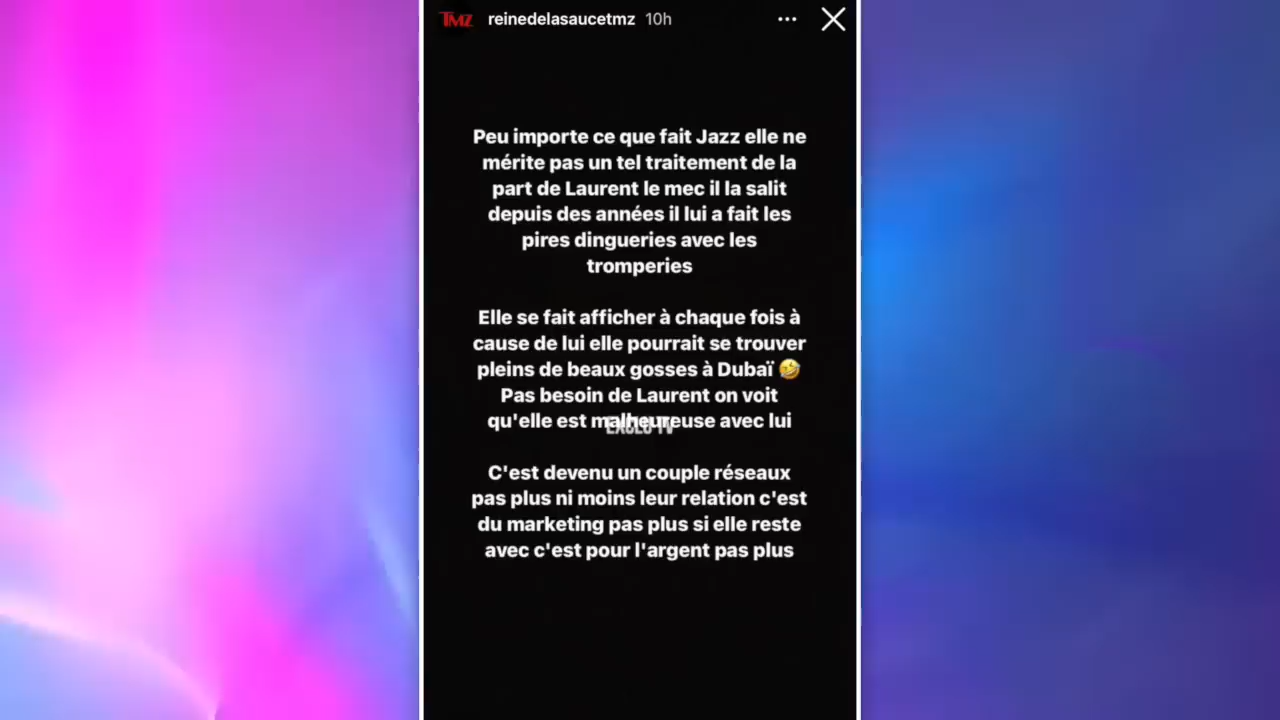 TMZ reinedelasaucetmz 10h
Peu importe ce que fait Jazz elle ne
mérite pas un tel traitement de la
part de Laurent le mec il la salit
depuis des années il lui a fait les
pires dingueries avec les
tromperies
Elle se fait afficher à chaque fois à
cause de lui elle pourrait se trouver
pleins de beaux gosses à Dubaï 🤣
Pas besoin de Laurent on voit
qu'elle est malheureuse avec lui
EXCLU TV
C'est devenu un couple réseaux
pas plus ni moins leur relation c'est
du marketing pas plus si elle reste
avec c'est pour l'argent pas plus